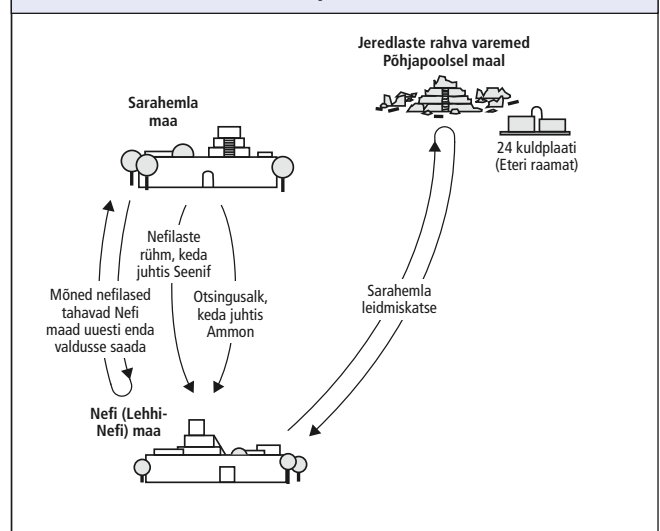 Jeredlaste rahva varemed
Põhjapoolsel maal
Sarahemla
maa
24 kuldplaati
(Eteri raamat)
Nefilaste
rühm, keda
juhtis Seenif
Mõned nefilased
tahavad Nefi
maad uuesti enda
valdusse saada
Otsingusalk,
keda juhtis
Ammon
Sarahemla
leidmiskatse
Nefi (Lehhi-
Nefi) maa